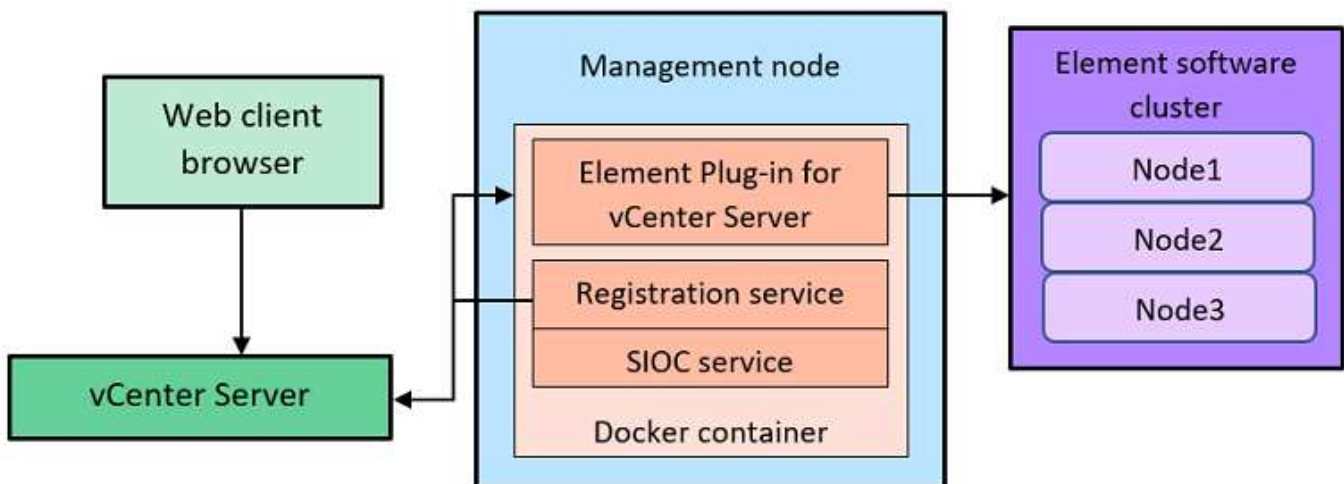 Web client
browser
vCenter Server
Management node
Element Plug-in for
vCenter Server
Registration service
SIOC service
Docker container
Element software
cluster
Node1
Node2
Node3